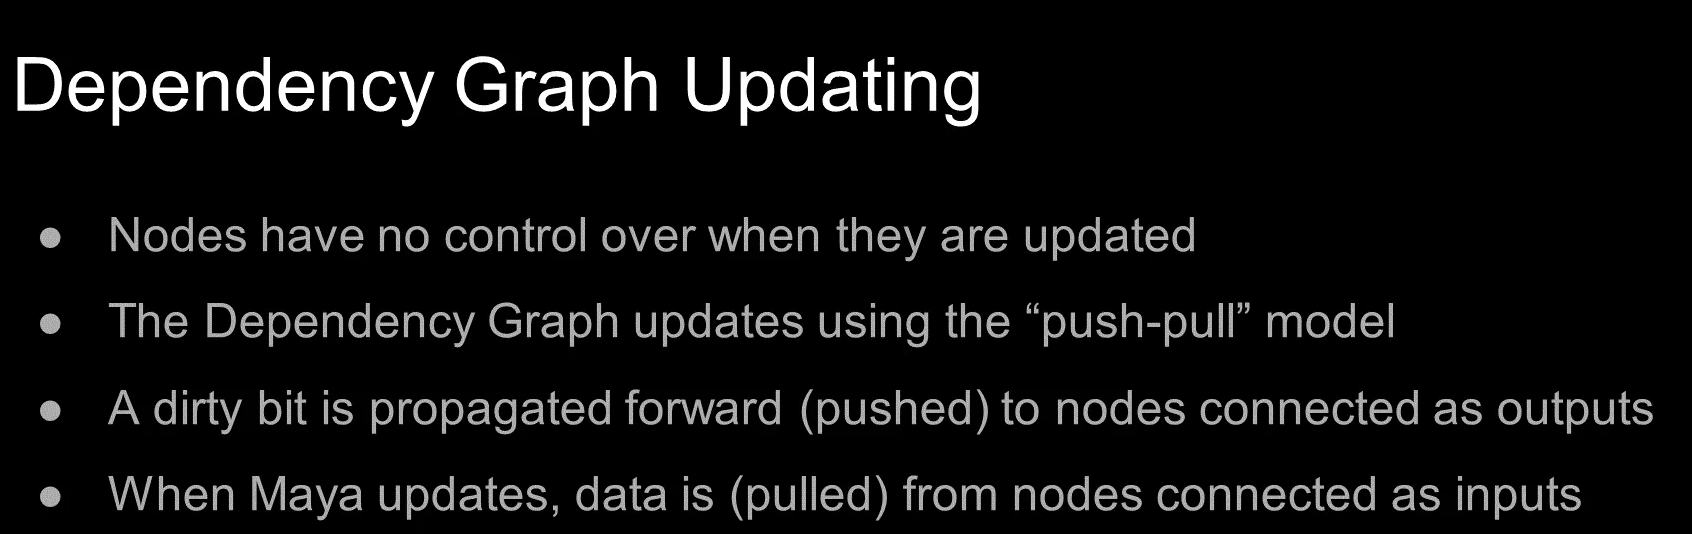 Dependency Graph Updating
● Nodes have no control over when they are updated
● The Dependency Graph updates using the “push-pull” model
● A dirty bit is propagated forward (pushed) to nodes connected as outputs
● When Maya updates, data is (pulled) from nodes connected as inputs